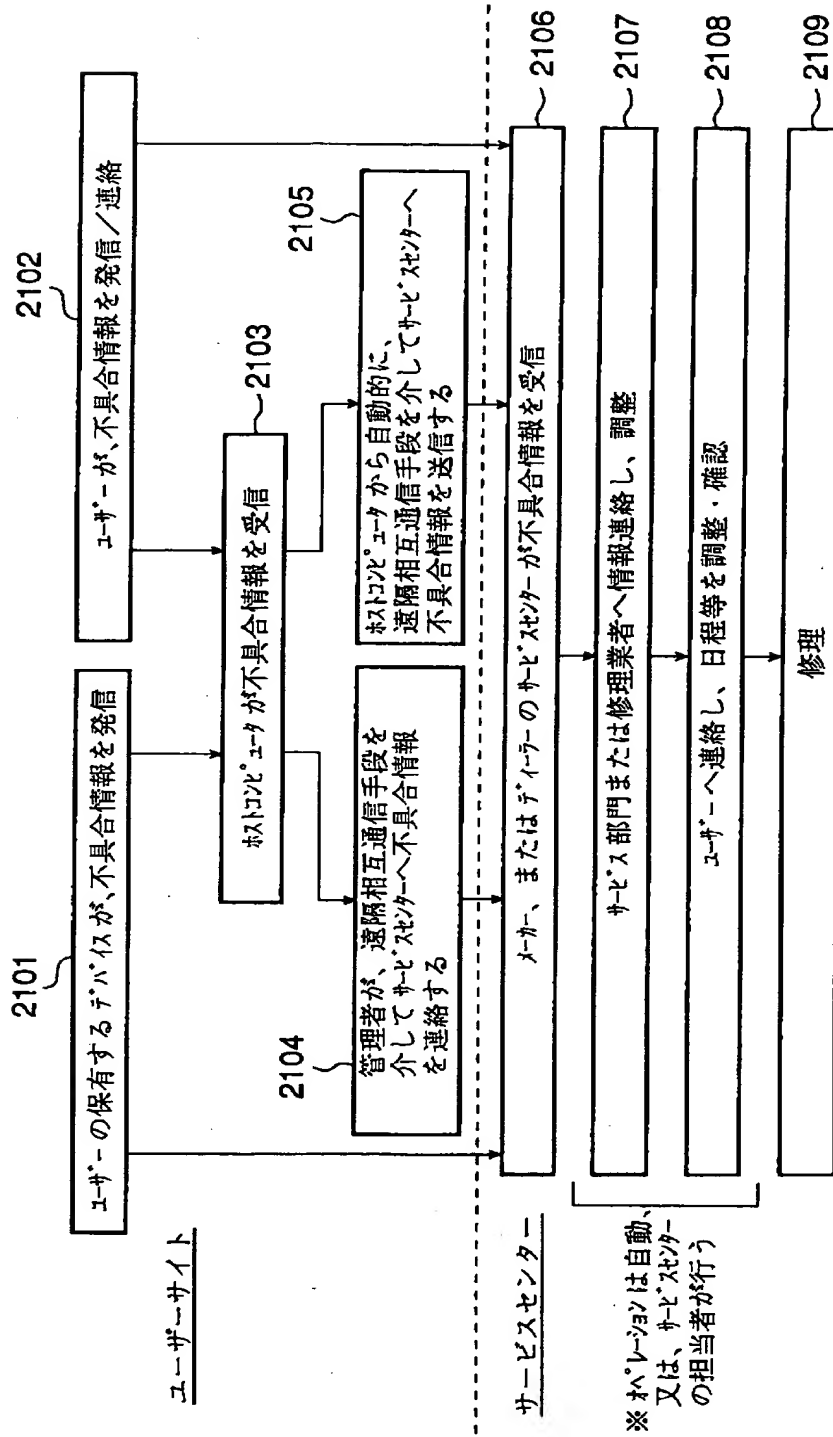 2101
ユーザーの保有するデバイスが、不具合情報を発信
2102
ユーザーが、不具合情報を発信/連絡
ユーザーサイト
2103
ホストコンピュータが不具合情報を受信
2104
管理者が、遠隔相互通信手段を
介してサービスセンターへ不具合情報
を連絡する
2105
ホストコンピュータから自動的に、
遠隔相互通信手段を介してサービスセンターへ
不具合情報を送信する
サービスセンター
メーカー、またはディーラーのサービスセンターが不具合情報を受信
2106
サービス部門または修理業者へ情報連絡し、調整
2107
ユーザーへ連絡し、日程等を調整・確認
2108
※オペレーションは自動、
又は、サービスセンター
の担当者が行う
修理
2109